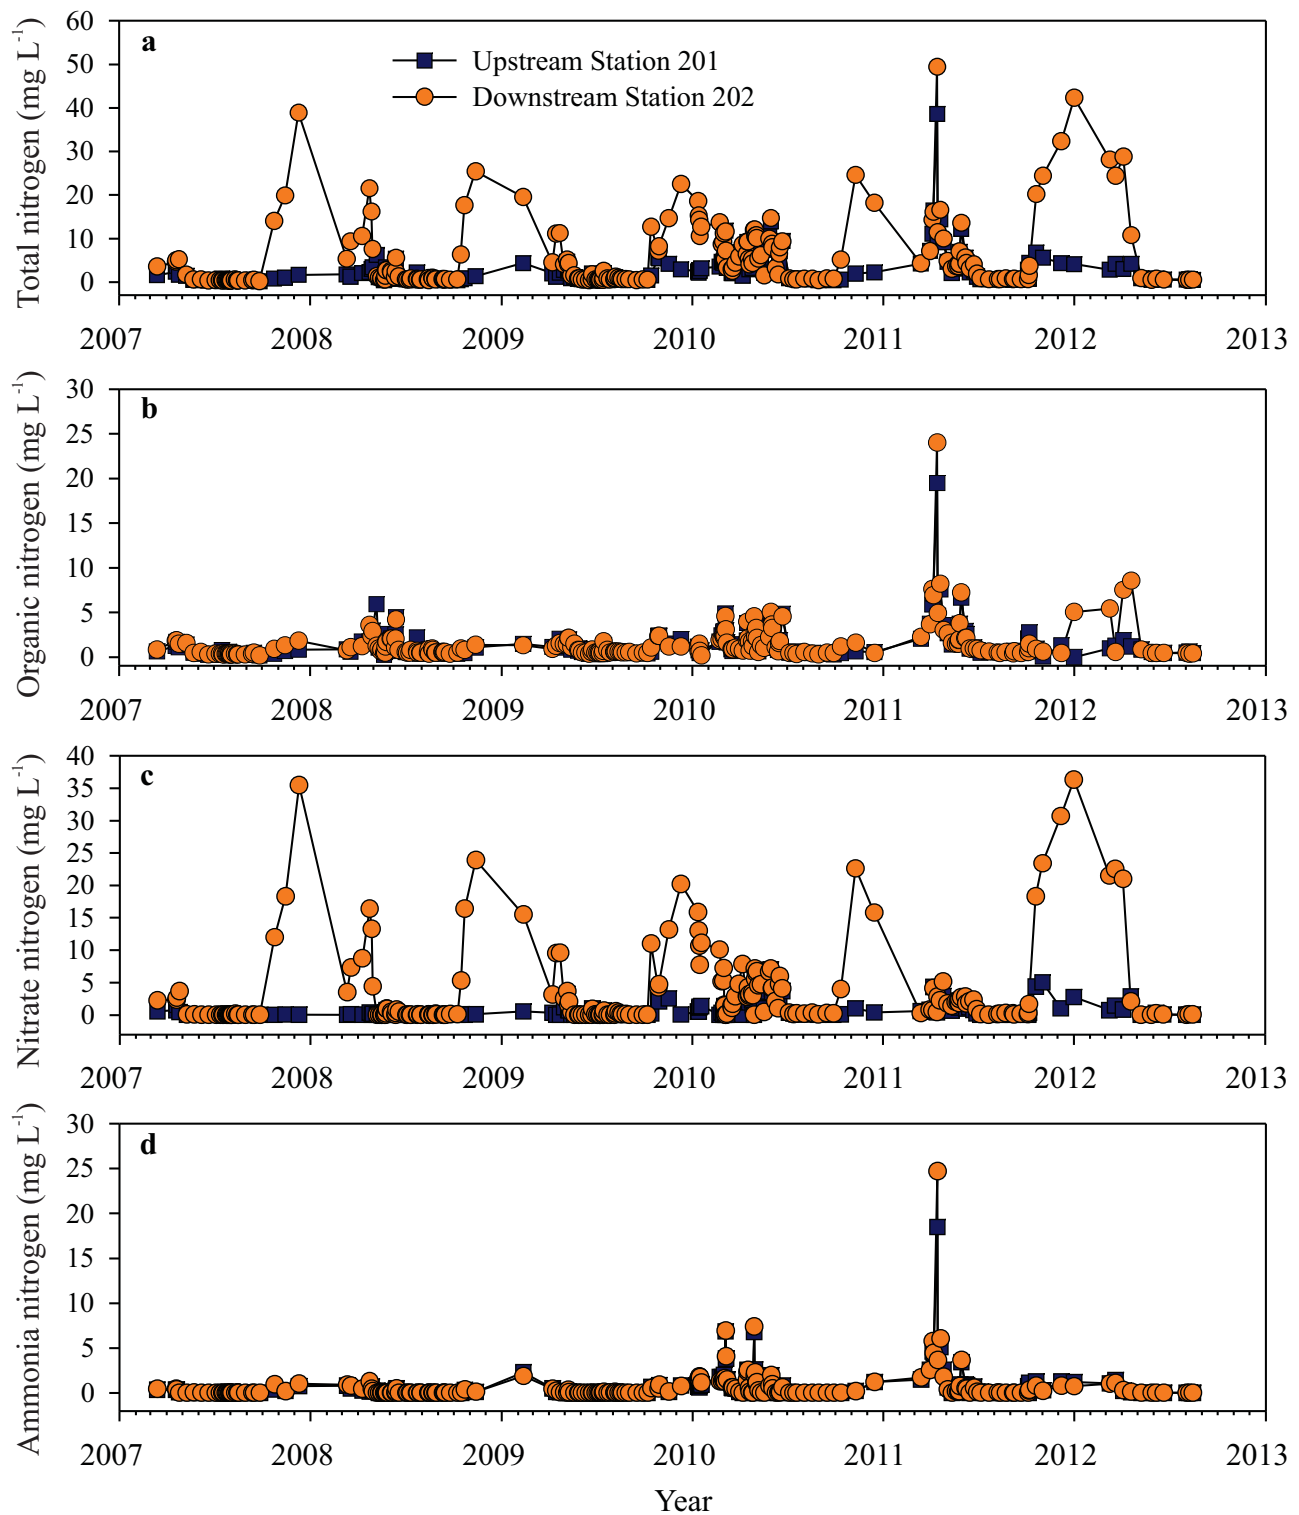 a
Upstream Station 201
Downstream Station 202
Total nitrogen (mg L⁻¹)
60
50
40
30
20
10
0
2007 2008 2009 2010 2011 2012 2013
b
Organic nitrogen (mg L⁻¹)
30
25
20
15
10
5
0
2007 2008 2009 2010 2011 2012 2013
c
Nitrate nitrogen (mg L⁻¹)
40
35
30
25
20
15
10
5
0
2007 2008 2009 2010 2011 2012 2013
d
Ammonia nitrogen (mg L⁻¹)
30
25
20
15
10
5
0
2007 2008 2009 2010 2011 2012 2013
Year